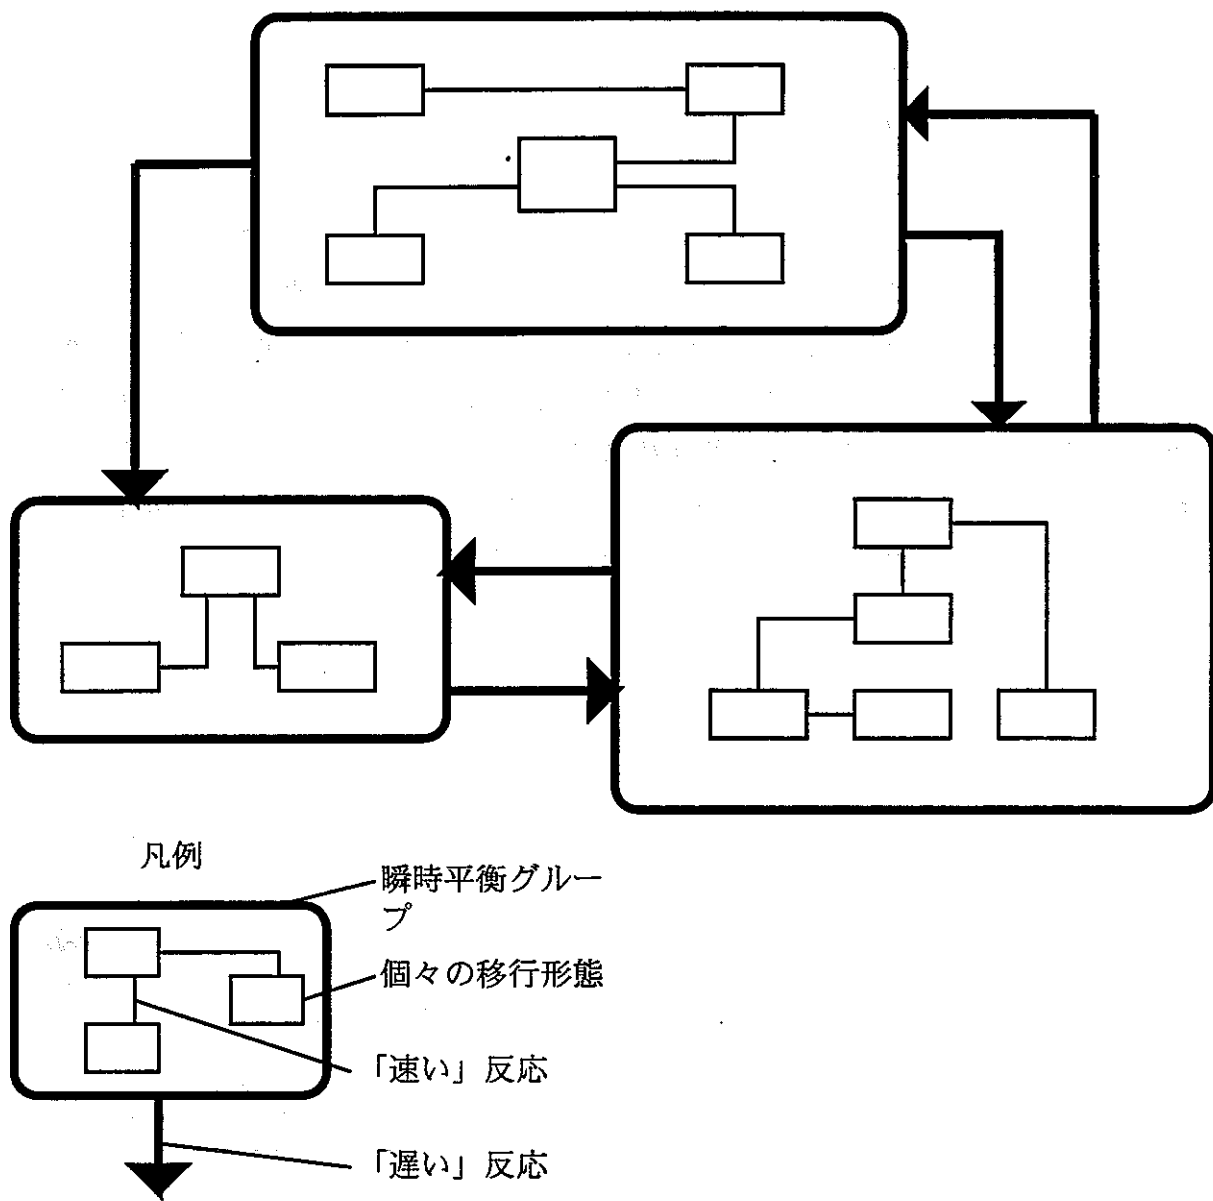 凡例
瞬時平衡グルー
プ
個々の移行形態
「速い」反応
「遅い」反応